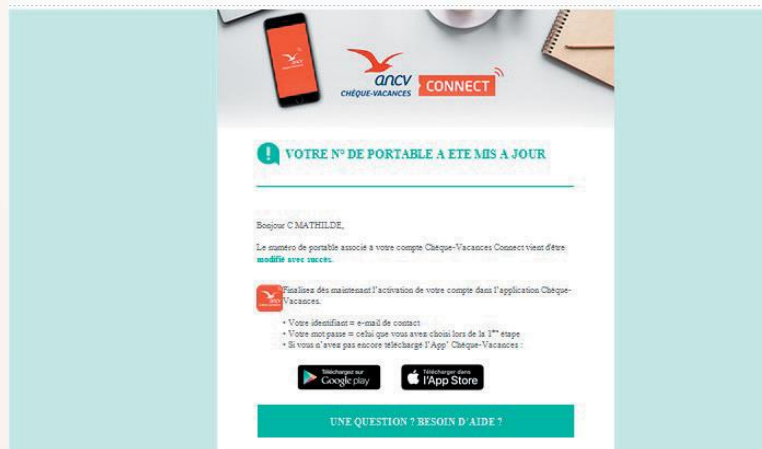 ancv
ancv
CHÈQUE-VACANCES CONNECT
VOTRE N° DE PORTABLE A ETE MIS A JOUR
Bonjour C MATHILDE,
Le numéro de portable associé à votre compte Chèque-Vacances Connect vient d'être
modifié avec succès.
Finalisez dès maintenant l'activation de votre compte dans l'application Chèque-
Vacances.
• Votre identifiant = e-mail de contact
• Votre mot passe = celui que vous avez choisi lors de la 1ère étape
• Si vous n'avez pas encore téléchargé l'App' Chèque-Vacances :
Téléchargez sur
Google play
Télécharger dans
l'App Store
UNE QUESTION ? BESOIN D'AIDE ?